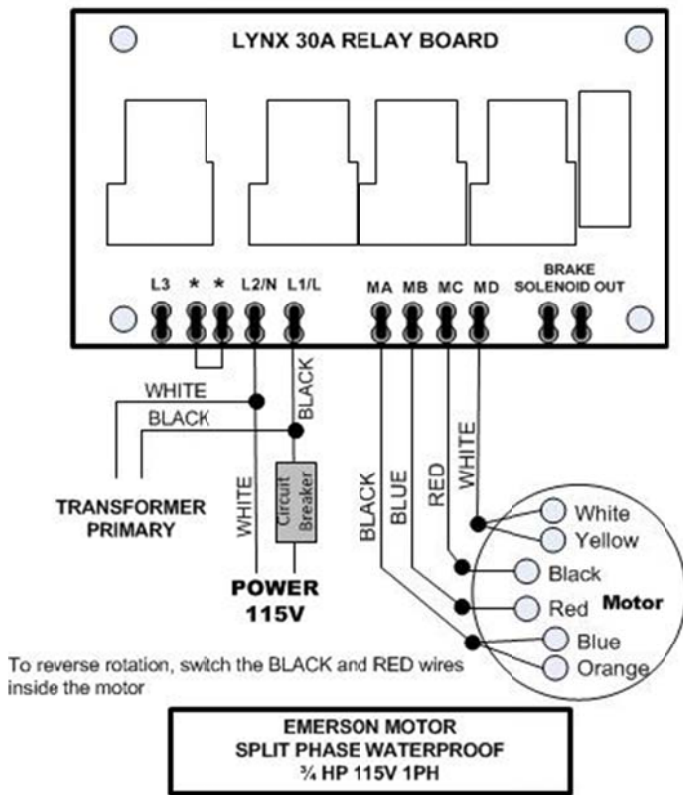 LYNX 30A RELAY BOARD
L3 * * L2/N L1/L
MA MB MC MD
BRAKE
SOLENOID OUT
WHITE
BLACK
BLACK
TRANSFORMER
PRIMARY
WHITE
Circuit
Breaker
POWER
115V
BLACK
BLUE
RED
WHITE
White
Yellow
Black
Red
Motor
Blue
Orange
To reverse rotation, switch the BLACK and RED wires
inside the motor
EMERSON MOTOR
SPLIT PHASE WATERPROOF
¾ HP 115V 1PH